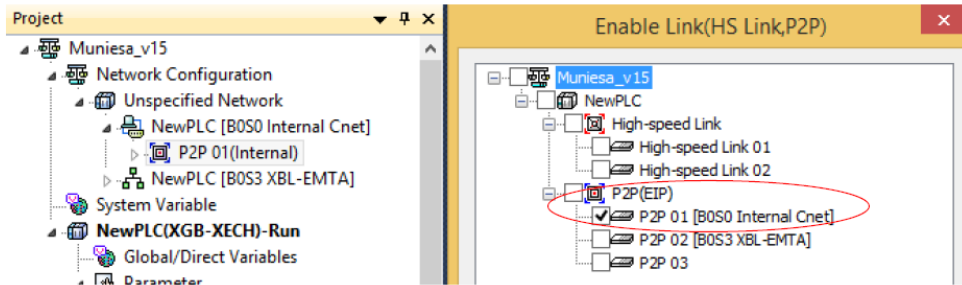 Project
Muniesa_v15
Network Configuration
Unspecified Network
NewPLC [B0S0 Internal Cnet]
P2P 01(Internal)
NewPLC [B0S3 XBL-EMTA]
System Variable
NewPLC(XGB-XECH)-Run
Global/Direct Variables
Parameter
Enable Link(HS Link,P2P)
Muniesa_v15
NewPLC
High-speed Link
High-speed Link 01
High-speed Link 02
P2P(EIP)
P2P 01 [B0S0 Internal Cnet]
P2P 02 [B0S3 XBL-EMTA]
P2P 03